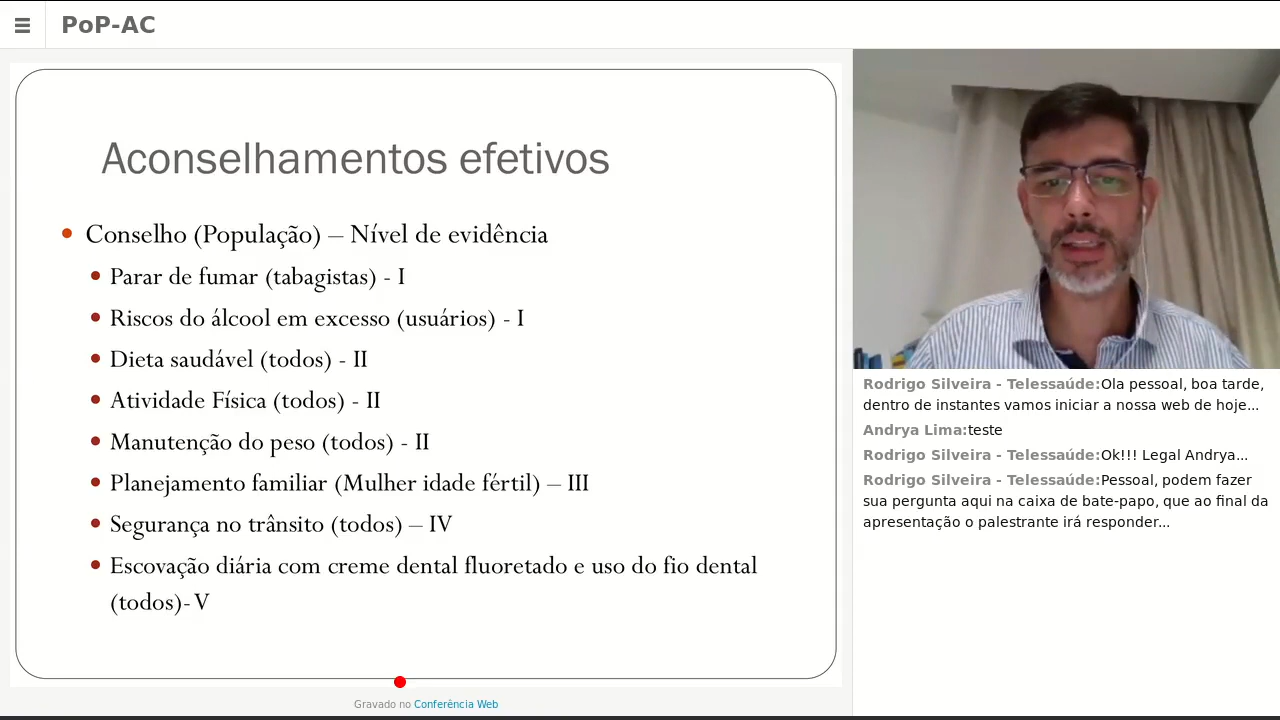 PoP-AC
Aconselhamentos efetivos
Conselho (População) – Nível de evidência
Parar de fumar (tabagistas) - I
Riscos do álcool em excesso (usuários) - I
Dieta saudável (todos) - II
Atividade Física (todos) - II
Manutenção do peso (todos) - II
Planejamento familiar (Mulher idade fértil) – III
Segurança no trânsito (todos) – IV
Escovação diária com creme dental fluoretado e uso do fio dental
(todos)- V
Gravado no Conferência Web
Rodrigo Silveira - Telessaúde:Ola pessoal, boa tarde,
dentro de instantes vamos iniciar a nossa web de hoje...
Andrya Lima:teste
Rodrigo Silveira - Telessaúde:Ok!!! Legal Andrya...
Rodrigo Silveira - Telessaúde:Pessoal, podem fazer
sua pergunta aqui na caixa de bate-papo, que ao final da
apresentação o palestrante irá responder...